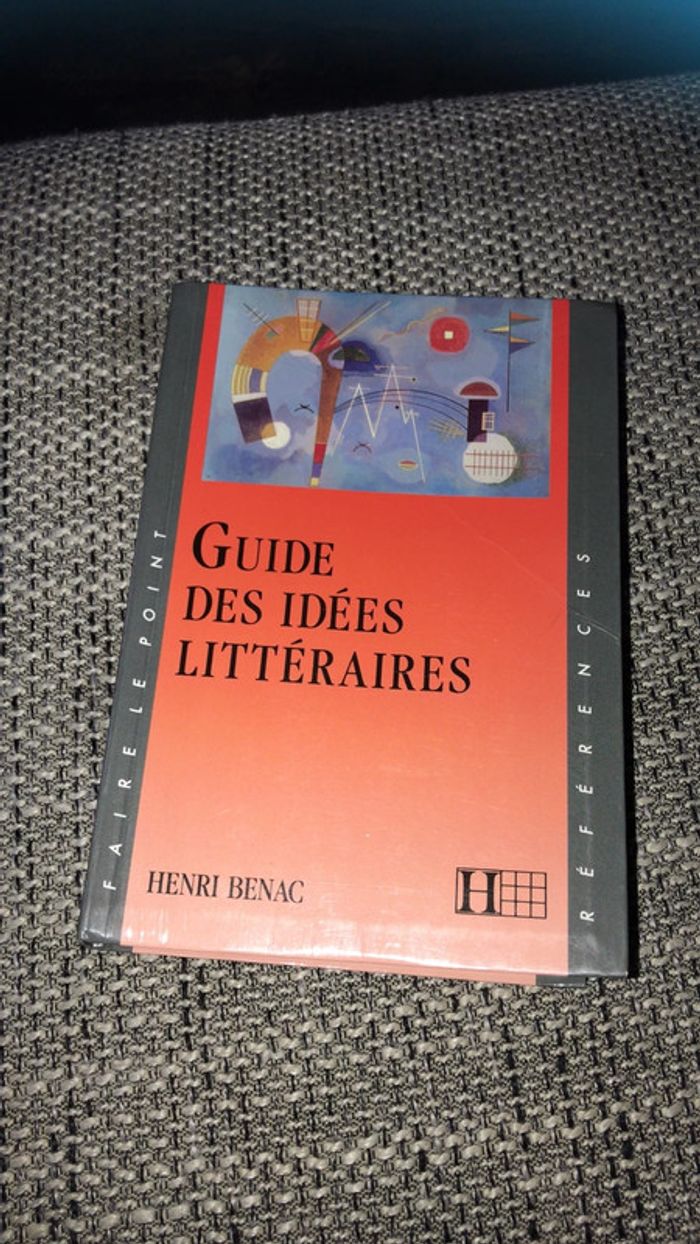 GUIDE
DES IDÉES
LITTÉRAIRES
FAIRE LE POINT
RÉFÉRENCES
HENRI BENAC
H